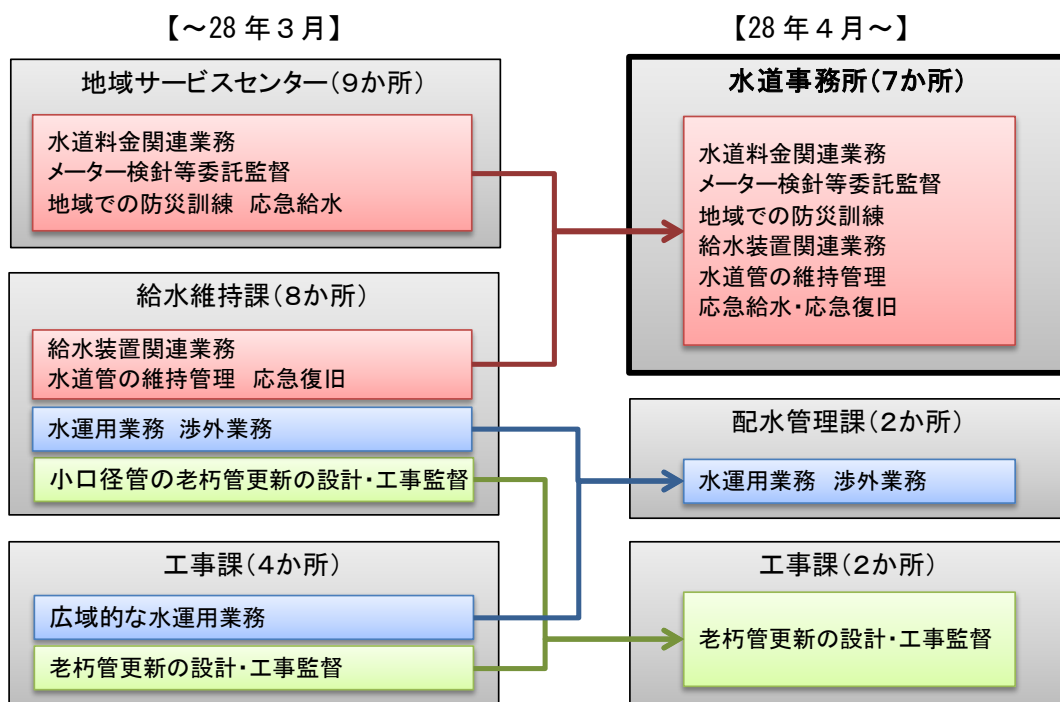 【～28年３月】
地域サービスセンター(９か所)
水道料金関連業務
メーター検針等委託監督
地域での防災訓練　応急給水
給水維持課(８か所)
給水装置関連業務
水道管の維持管理　応急復旧
水運用業務　渉外業務
小口径管の老朽管更新の設計・工事監督
工事課(４か所)
広域的な水運用業務
老朽管更新の設計・工事監督
【28年４月～】
水道事務所(７か所)
水道料金関連業務
メーター検針等委託監督
地域での防災訓練
給水装置関連業務
水道管の維持管理
応急給水・応急復旧
配水管理課(２か所)
水運用業務　渉外業務
工事課(２か所)
老朽管更新の設計・工事監督